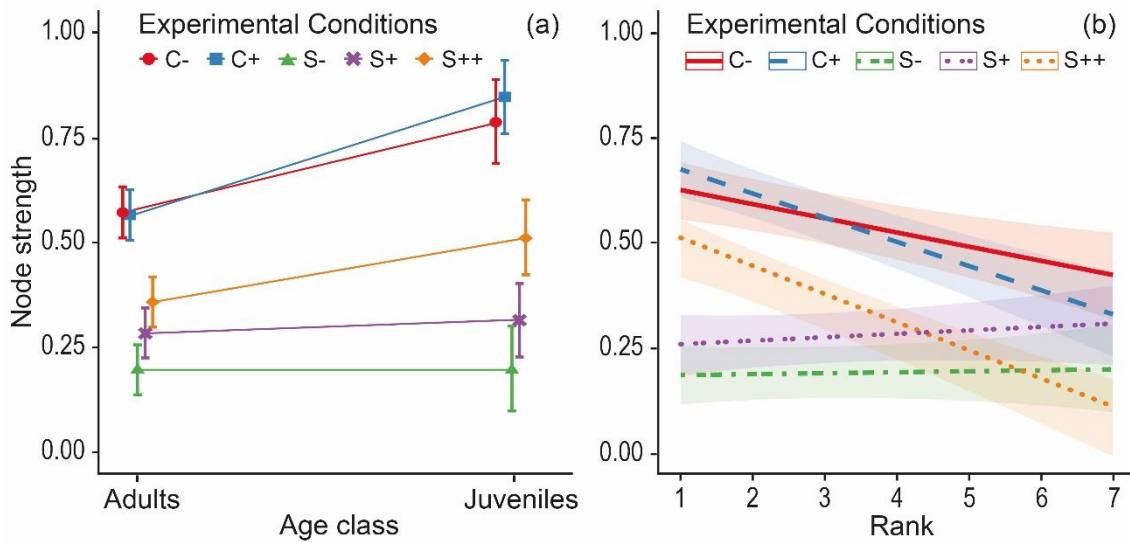 Experimental Conditions (a)
C- C+ S- S+ S++
1.00
0.75
0.50
0.25
0.00
Node strength
Adults Juveniles
Age class
Experimental Conditions (b)
C- C+ S- S+ S++
1.00
0.75
0.50
0.25
0.00
1 2 3 4 5 6 7
Rank